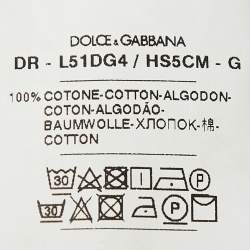 DOLCE & GABBANA
DR - L51DG4 / HS5CM - G
100% COTONE-COTTON-ALGODON-
COTON-ALGODÃO-
BAUMWOLLE-ХЛОПОК-棉-
COTTON
30 P
30 P